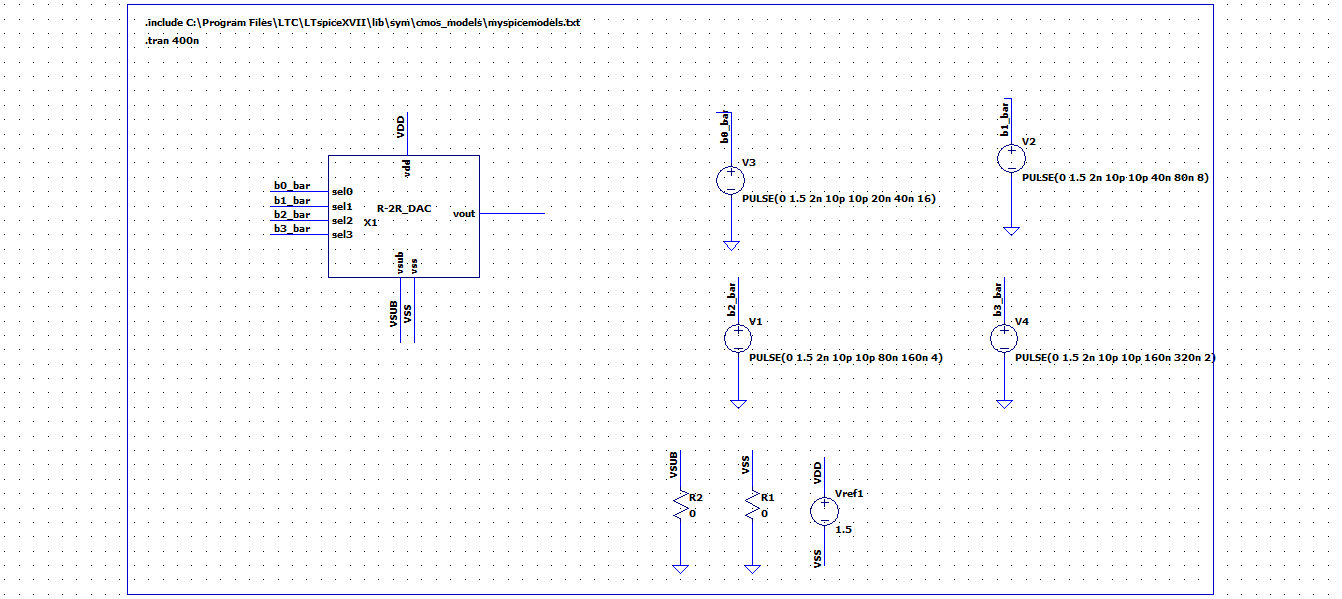 .include C:\Program Files\LTC\LTspiceXVII\lib\sym\cmos_models\myspicemodels.txt
.tran 400n
VDD
vdd
b0_bar
b1_bar
b2_bar
b3_bar
sel0
sel1
sel2
sel3
R-2R_DAC
X1
vout
vsub
vss
VSUB
VSS
b0_bar
V3
PULSE(0 1.5 2n 10p 10p 20n 40n 16)
b1_bar
V2
PULSE(0 1.5 2n 10p 10p 40n 80n 8)
b2_bar
V1
PULSE(0 1.5 2n 10p 10p 80n 160n 4)
b3_bar
V4
PULSE(0 1.5 2n 10p 10p 160n 320n 2)
VSUB
R2
0
VSS
R1
0
VDD
Vref1
1.5
VSS